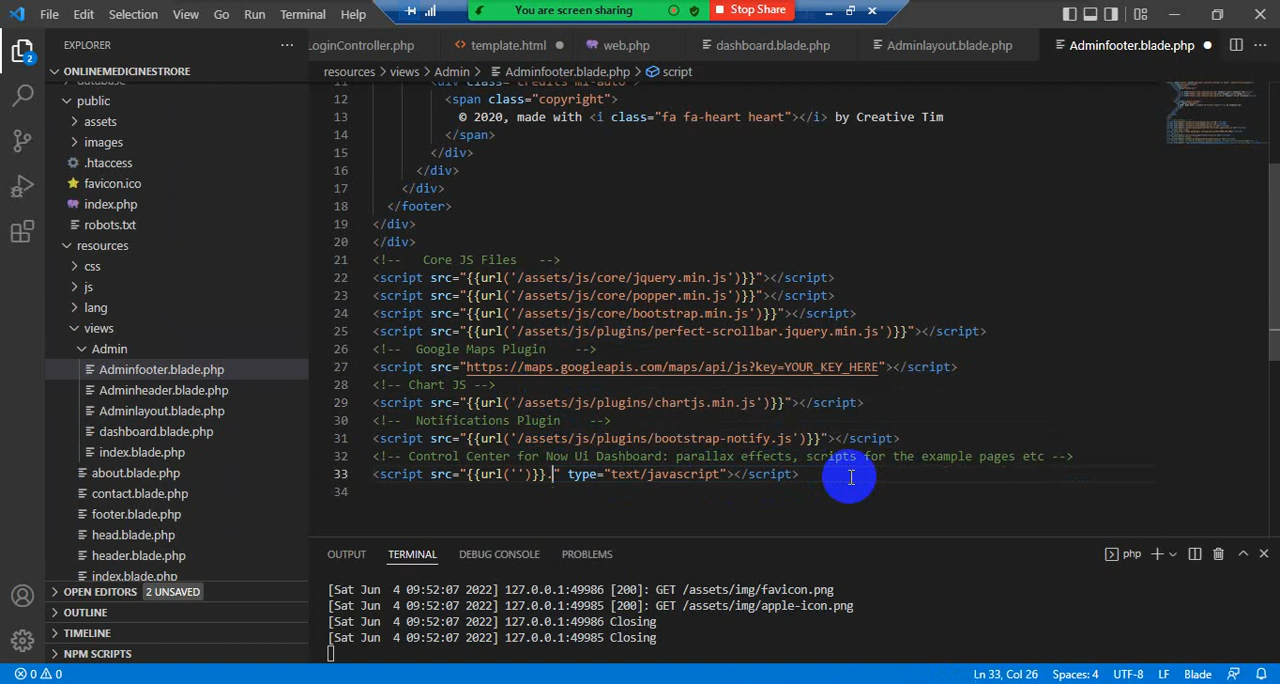 File Edit Selection View Go Run Terminal Help
You are screen sharing
Stop Share
EXPLORER
LoginController.php
template.html
web.php
dashboard.blade.php
Adminlayout.blade.php
Adminfooter.blade.php
ONLINEMEDICINESTRORE
resources > views > Admin > Adminfooter.blade.php > script
public
assets
images
.htaccess
favicon.ico
index.php
robots.txt
resources
css
js
lang
views
Admin
Adminfooter.blade.php
Adminheader.blade.php
Adminlayout.blade.php
dashboard.blade.php
index.blade.php
about.blade.php
contact.blade.php
footer.blade.php
head.blade.php
header.blade.php
index.blade.php
OPEN EDITORS 2 UNSAVED
OUTLINE
TIMELINE
NPM SCRIPTS
12 <span class="copyright">
13 © 2020, made with <i class="fa fa-heart heart"></i> by Creative Tim
14 </span>
15 </div>
16 </div>
17 </div>
18 </footer>
19 </div>
20 </div>
21 <!-- Core JS Files -->
22 <script src="{{url('/assets/js/core/jquery.min.js')}}"></script>
23 <script src="{{url('/assets/js/core/popper.min.js')}}"></script>
24 <script src="{{url('/assets/js/core/bootstrap.min.js')}}"></script>
25 <script src="{{url('/assets/js/plugins/perfect-scrollbar.jquery.min.js')}}"></script>
26 <!-- Google Maps Plugin -->
27 <script src="https://maps.googleapis.com/maps/api/js?key=YOUR_KEY_HERE"></script>
28 <!-- Chart JS -->
29 <script src="{{url('/assets/js/plugins/chartjs.min.js')}}"></script>
30 <!-- Notifications Plugin -->
31 <script src="{{url('/assets/js/plugins/bootstrap-notify.js')}}"></script>
32 <!-- Control Center for Now Ui Dashboard: parallax effects, scripts for the example pages etc -->
33 <script src="{{url('')}}." type="text/javascript"></script>
34
OUTPUT TERMINAL DEBUG CONSOLE PROBLEMS
php
[Sat Jun 4 09:52:07 2022] 127.0.0.1:49986 [200]: GET /assets/img/favicon.png
[Sat Jun 4 09:52:07 2022] 127.0.0.1:49985 [200]: GET /assets/img/apple-icon.png
[Sat Jun 4 09:52:07 2022] 127.0.0.1:49986 Closing
[Sat Jun 4 09:52:07 2022] 127.0.0.1:49985 Closing
0 0 Ln 33, Col 26 Spaces: 4 UTF-8 LF Blade